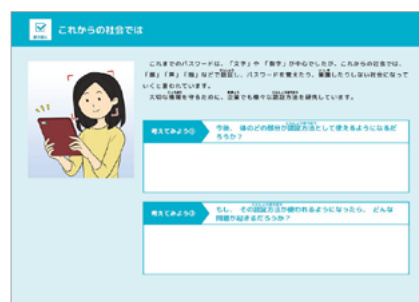 これからの社会では
これまでのパスワードは、「文字」や「数字」が中心でしたが、これからの社会では、
「顔」「声」「指」などで認証し、パスワードを覚えたり、意識したりしない社会になって
いくと言われています。
大切な情報を守るために、企業でも様々な認証方法を研究しています。
考えてみよう①
今後、体のどの部分が認証方法として使えるようになるだ
ろうか?
考えてみよう②
もし、その認証方法が使われるようになったら、どんな
問題が起きるだろうか?